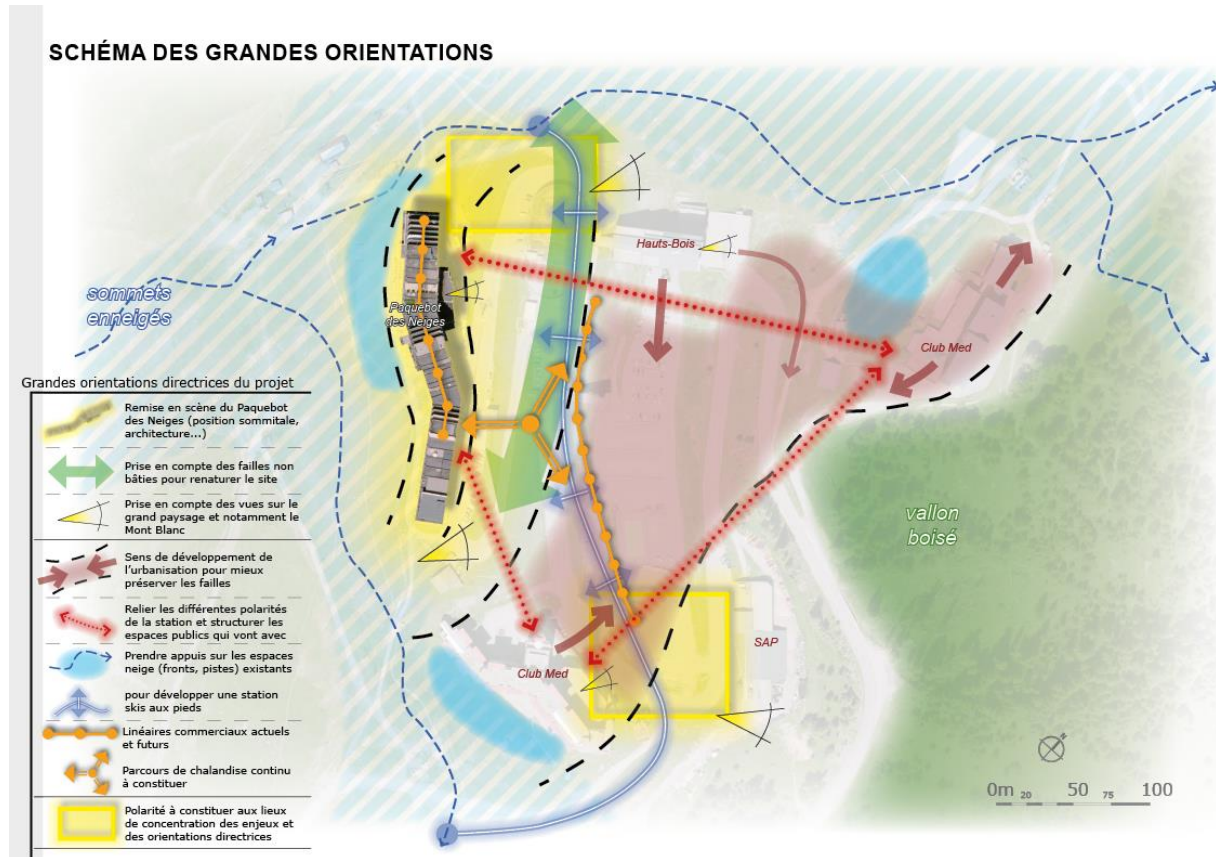 SCHÉMA DES GRANDES ORIENTATIONS
Hauts-Bois
sommets
enneigés
Paquebot
des Neiges
Club Med
Grandes orientations directrices du projet
Remise en scène du Paquebot
des Neiges (position sommitale,
architecture...)
Prise en compte des failles non
bâties pour renaturer le site
Prise en compte des vues sur le
grand paysage et notamment le
Mont Blanc
Sens de développement de
l'urbanisation pour mieux
préserver les failles
Relier les différentes polarités
de la station et structurer les
espaces publics qui vont avec
Prendre appuis sur les espaces
neige (fronts, pistes) existants
pour développer une station
skis aux pieds
Linéaires commerciaux actuels
et futurs
Parcours de chalandise continu
à constituer
Polarité à constituer aux lieux
de concentration des enjeux et
des orientations directrices
vallon
boisé
SAP
Club Med
N
0m 20 50 75 100